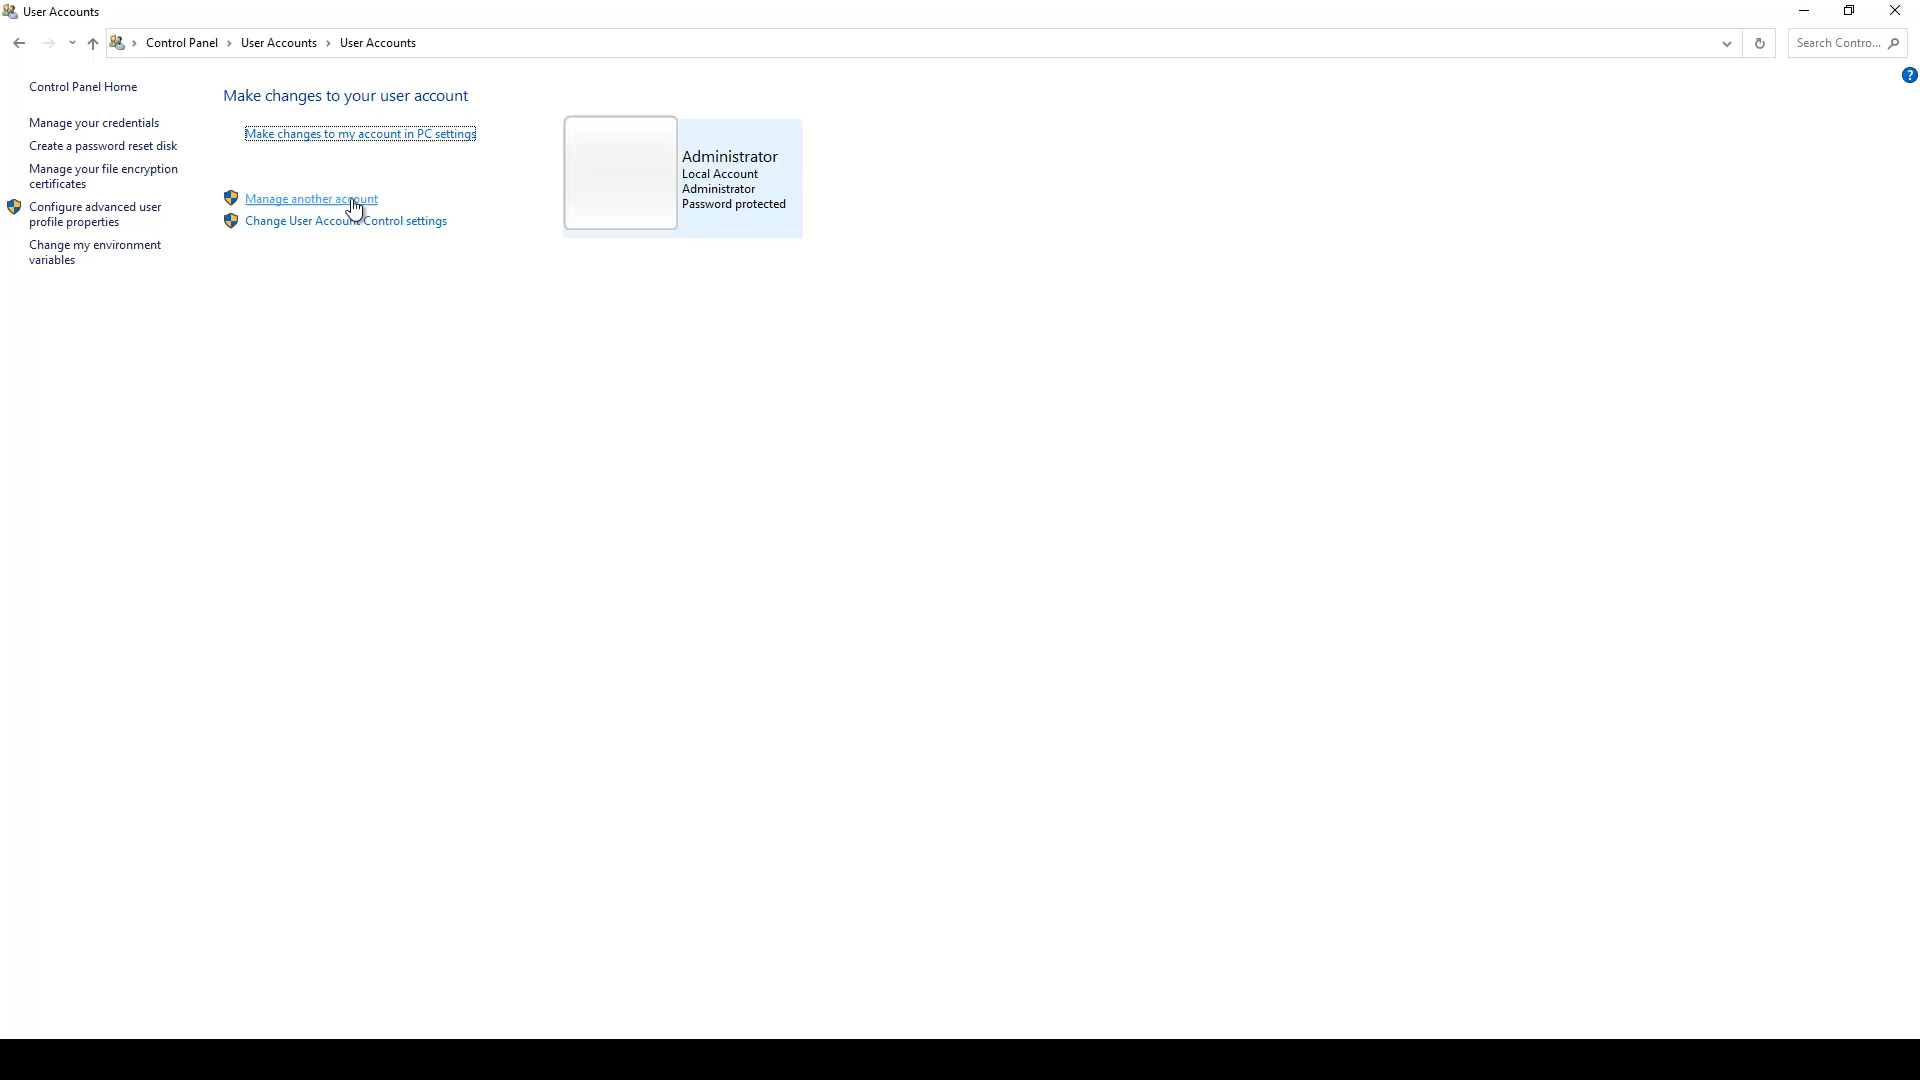 User Accounts
Control Panel > User Accounts > User Accounts
Search Contro...
Control Panel Home
Manage your credentials
Create a password reset disk
Manage your file encryption
certificates
Configure advanced user
profile properties
Change my environment
variables
Make changes to your user account
Make changes to my account in PC settings
Manage another account
Change User Account Control settings
Administrator
Local Account
Administrator
Password protected
?